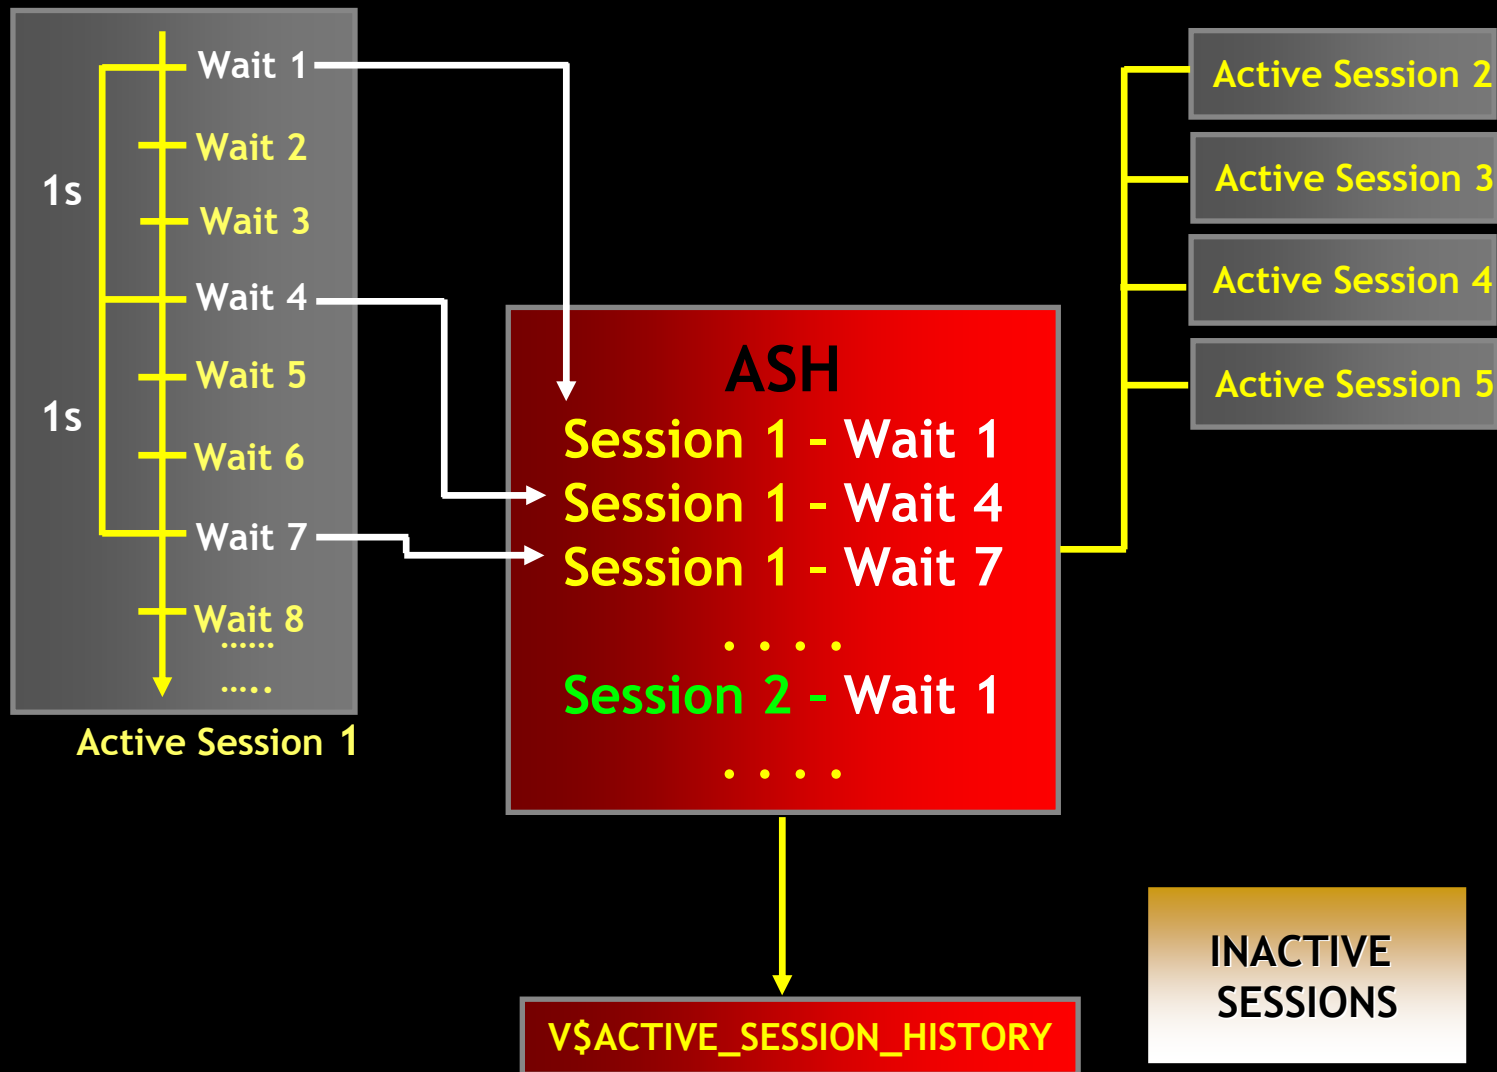 Wait 1
Wait 2
1s
Wait 3
Wait 4
Wait 5
1s
Wait 6
Wait 7
Wait 8
......
.....
Active Session 1
ASH
Session 1 - Wait 1
Session 1 - Wait 4
Session 1 - Wait 7
. . . .
Session 2 - Wait 1
. . . .
V$ACTIVE_SESSION_HISTORY
Active Session 2
Active Session 3
Active Session 4
Active Session 5
INACTIVE
SESSIONS